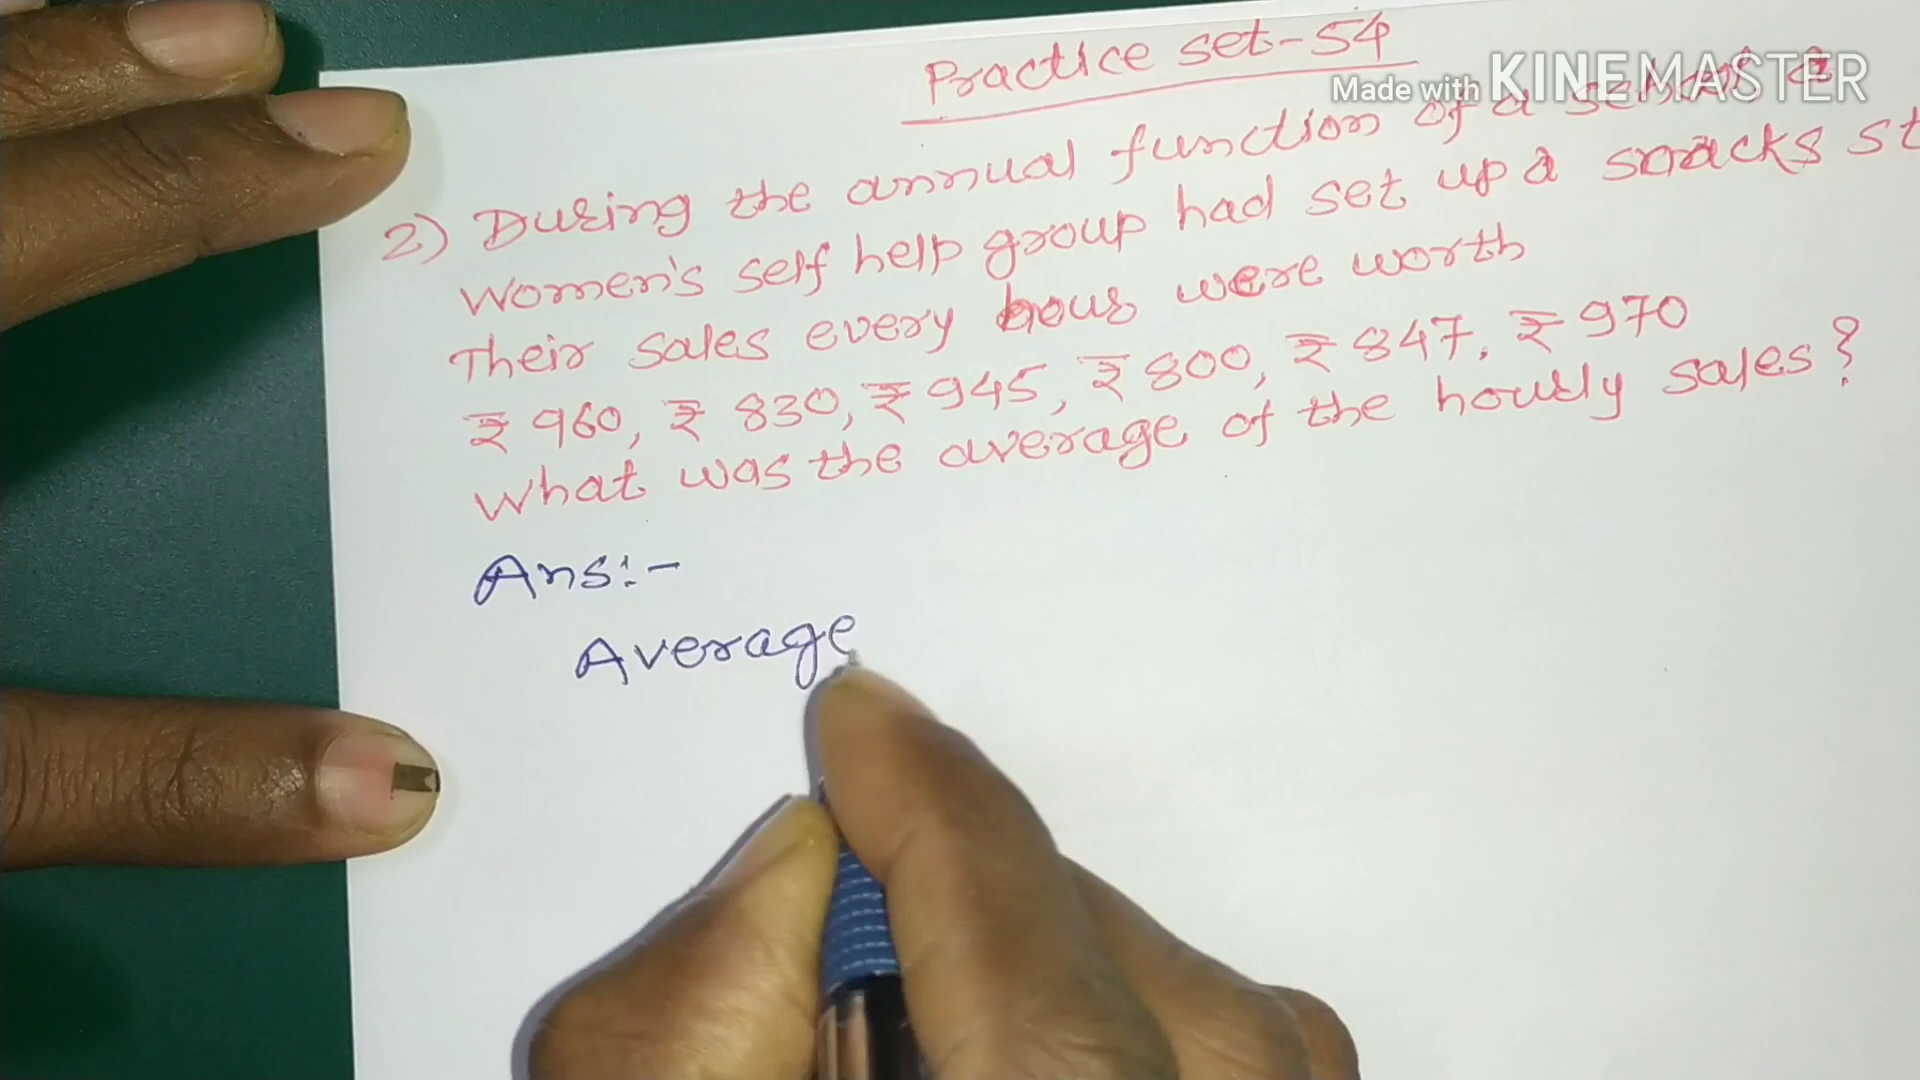 Practice set-54
Made with KINEMASTER
2) During the annual function of a school a
Women's self help group had set up a snacks st
Their sales every hour were worth
₹ 960, ₹ 830, ₹ 945, ₹ 800, ₹ 847, ₹ 970
What was the average of the hourly sales?
Ans:-
Average